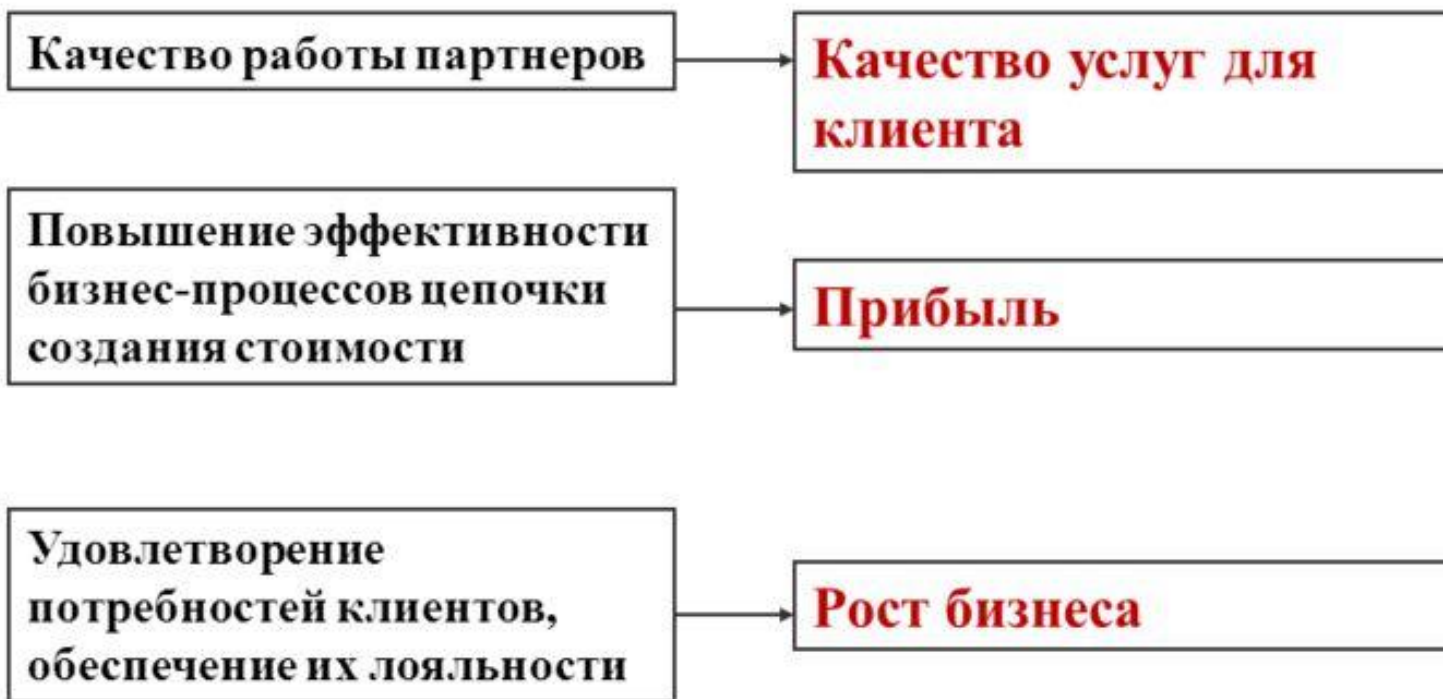 Качество работы партнеров
Качество услуг для
клиента
Повышение эффективности
бизнес-процессов цепочки
создания стоимости
Прибыль
Удовлетворение
потребностей клиентов,
обеспечение их лояльности
Рост бизнеса